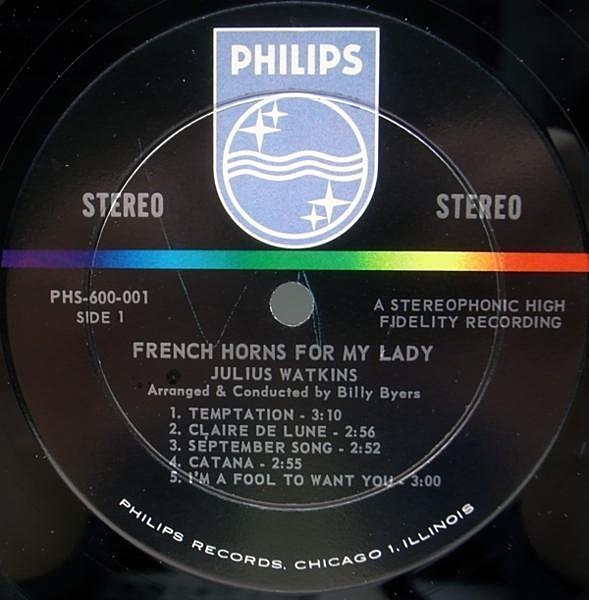 PHILIPS
STEREO
STEREO
PHS-600-001
SIDE 1
A STEREOPHONIC HIGH
FIDELITY RECORDING
FRENCH HORNS FOR MY LADY
JULIUS WATKINS
Arranged & Conducted by Billy Byers
1. TEMPTATION - 3:10
2. CLAIRE DE LUNE - 2:56
3. SEPTEMBER SONG - 2:52
4. CATANA - 2:55
5. I'M A FOOL TO WANT YOU - 3:00
PHILIPS RECORDS, CHICAGO 1, ILLINOIS